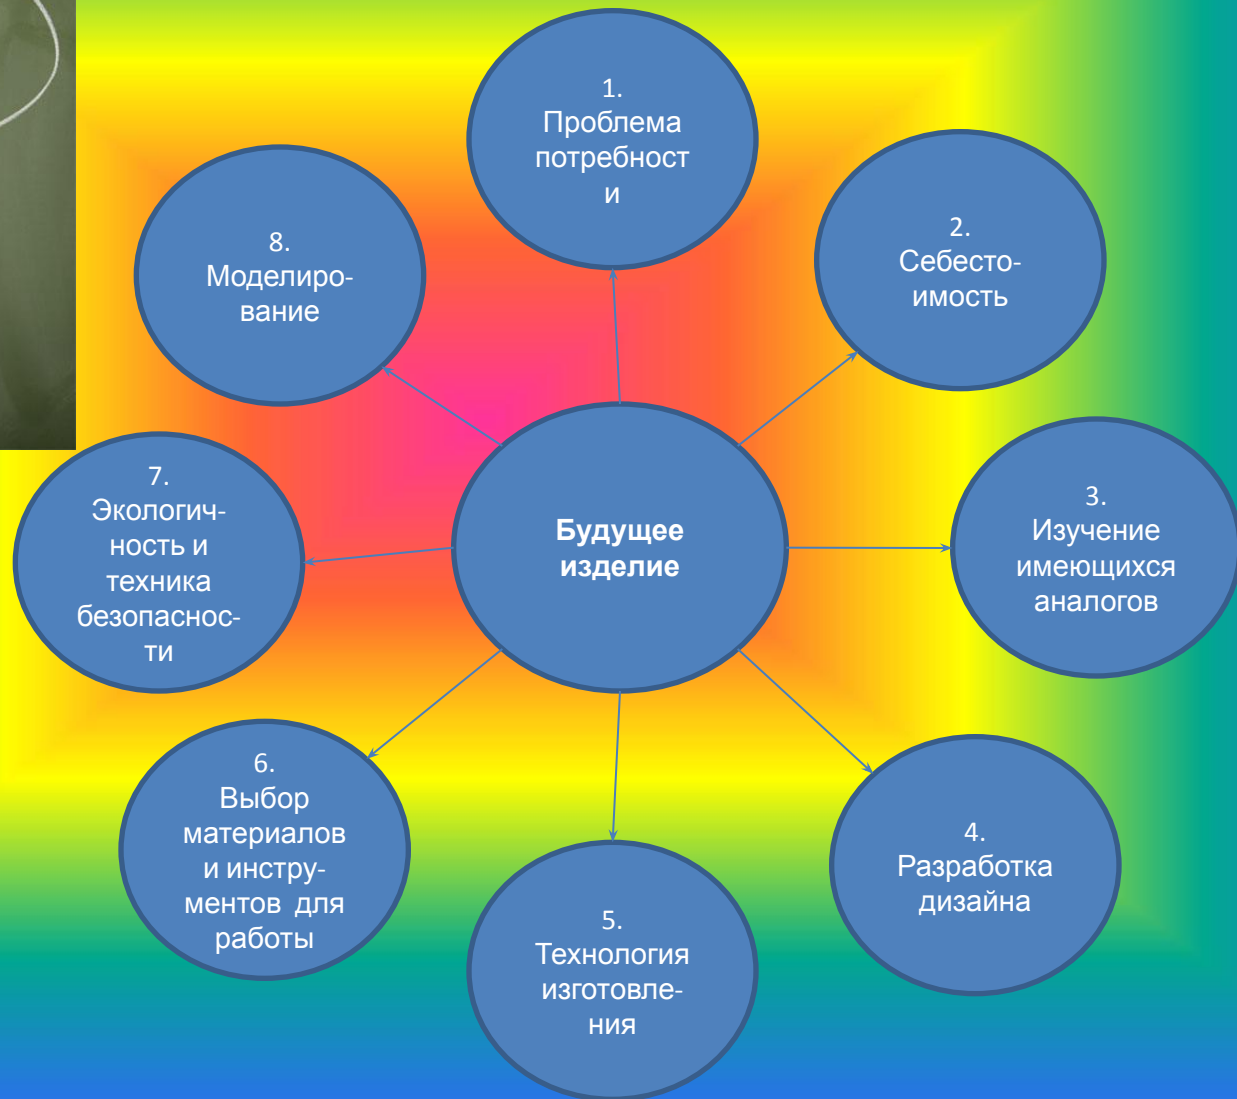 1.
Проблема
потребност
и
2.
Себесто-
имость
3.
Изучение
имеющихся
аналогов
4.
Разработка
дизайна
5.
Технология
изготовле-
ния
6.
Выбор
материалов
и инстру-
ментов для
работы
7.
Экологич-
ность и
техника
безопаснос-
ти
8.
Моделиро-
вание
Будущее
изделие